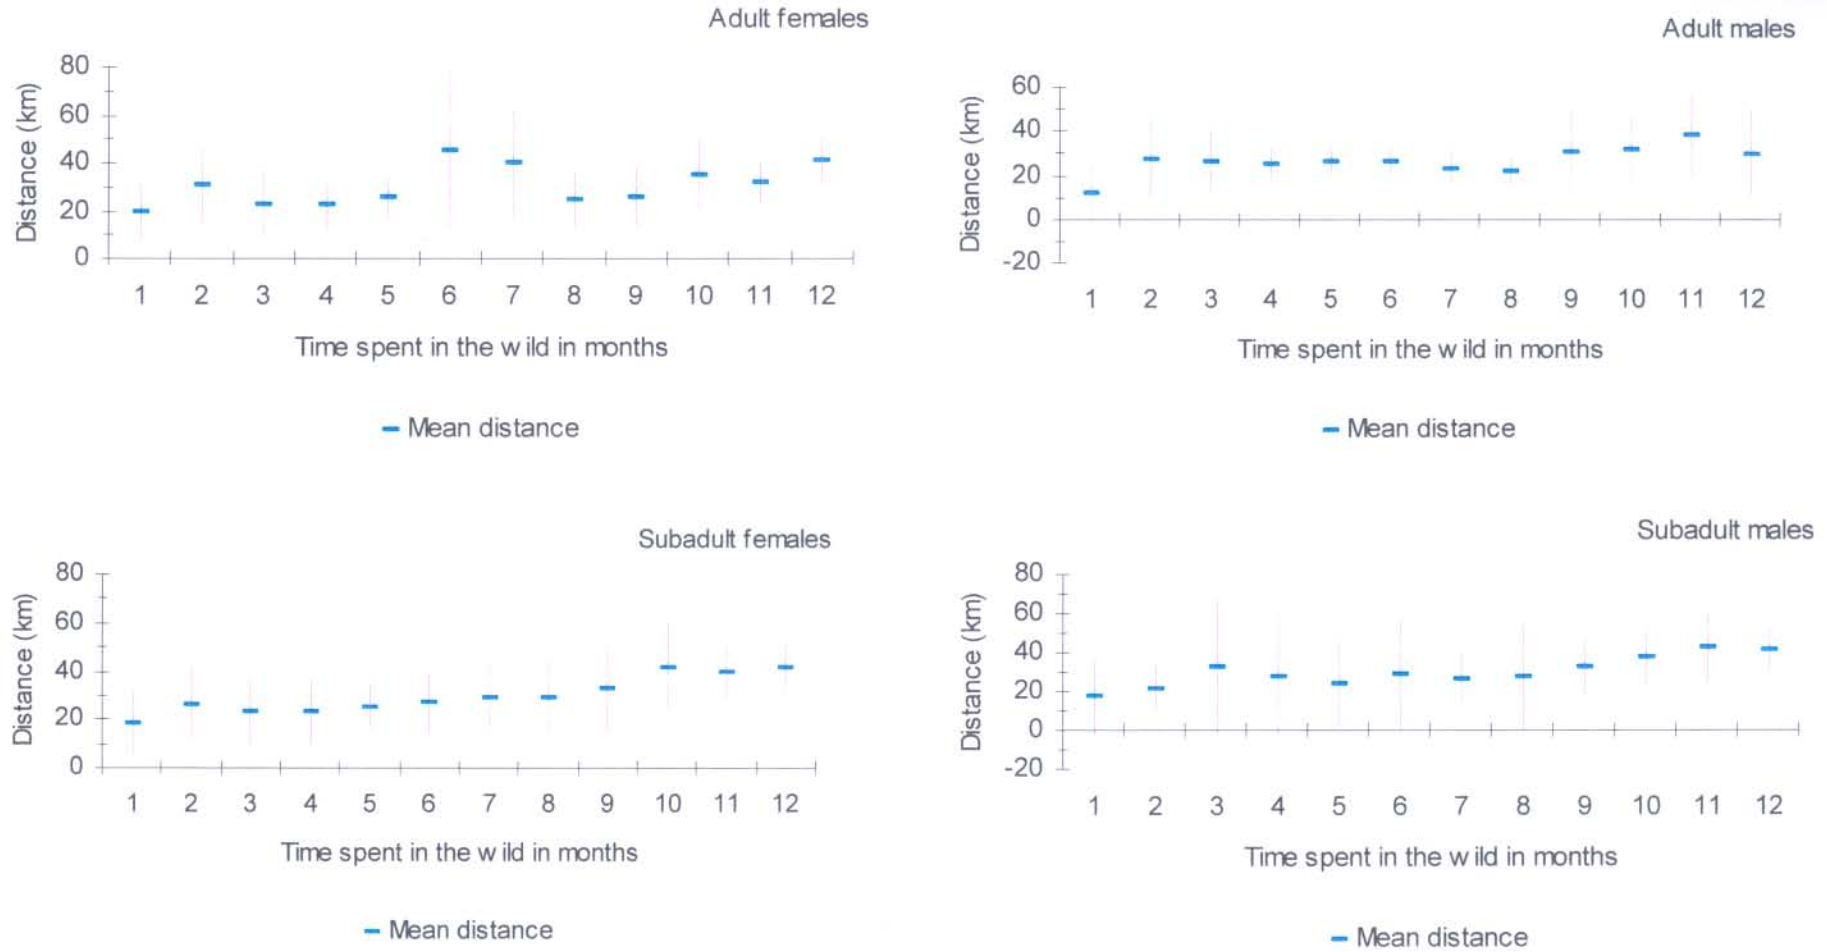 Adult females
80
60
40
20
0
Distance (km)
1 2 3 4 5 6 7 8 9 10 11 12
Time spent in the wild in months
Mean distance
Adult males
60
40
20
0
-20
Distance (km)
1 2 3 4 5 6 7 8 9 10 11 12
Time spent in the wild in months
Mean distance
Subadult females
80
60
40
20
0
Distance (km)
1 2 3 4 5 6 7 8 9 10 11 12
Time spent in the wild in months
Mean distance
Subadult males
80
60
40
20
0
-20
Distance (km)
1 2 3 4 5 6 7 8 9 10 11 12
Time spent in the wild in months
Mean distance